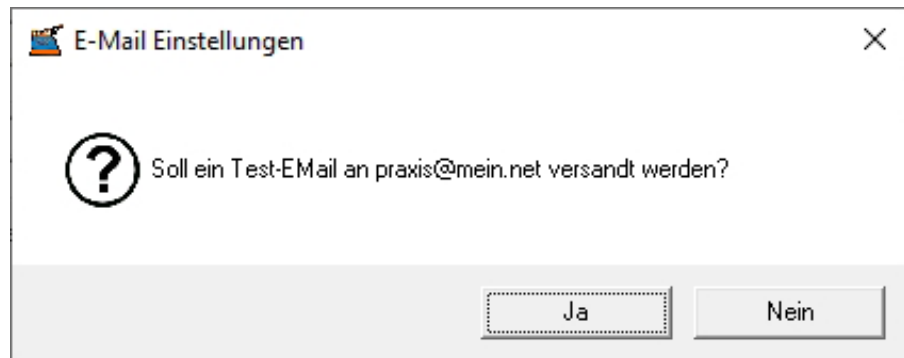 E-Mail Einstellungen
Soll ein Test-EMail an praxis@mein.net versandt werden?
Ja
Nein